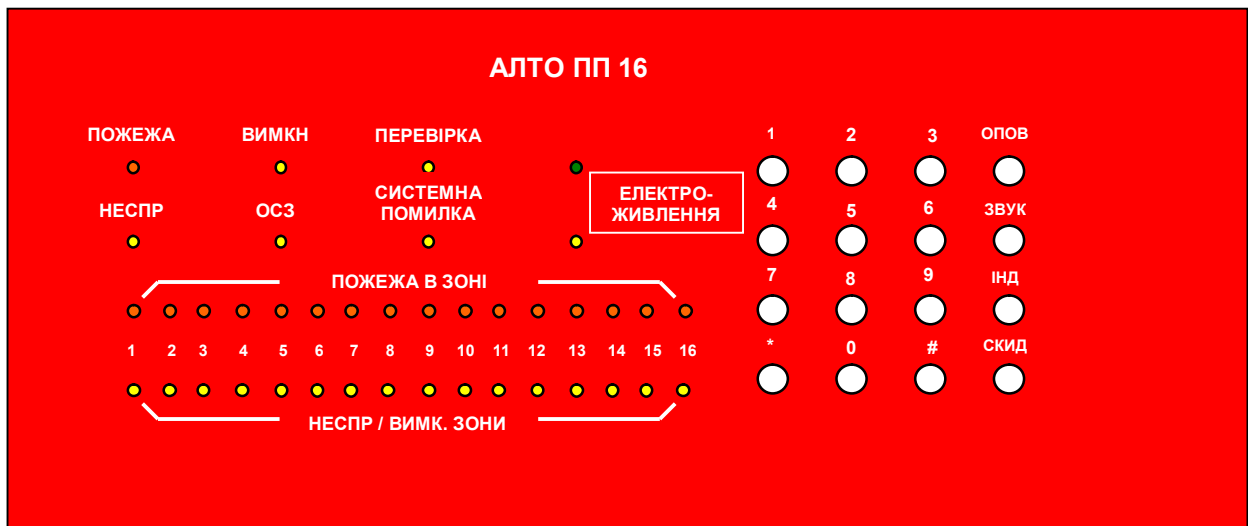 АЛТО ПП 16
ПОЖЕЖА ВИМКН ПЕРЕВІРКА
НЕСПР ОСЗ СИСТЕМНА
ПОМИЛКА
ЕЛЕКТРО-
ЖИВЛЕННЯ
ПОЖЕЖА В ЗОНІ
1 2 3 4 5 6 7 8 9 10 11 12 13 14 15 16
НЕСПР / ВИМК. ЗОНИ
1 2 3 ОПОВ
4 5 6 ЗВУК
7 8 9 ІНД
* 0 # СКИД